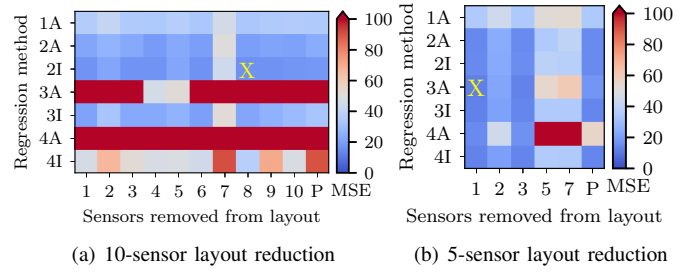 Regression method
1A
2A
2I
3A
3I
4A
4I
X
1 2 3 4 5 6 7 8 9 10 P
Sensors removed from layout
100
80
60
40
20
0
MSE
(a) 10-sensor layout reduction
Regression method
1A
2A
2I
3A
3I
4A
4I
X
1 2 3 5 7 P
Sensors removed from layout
100
80
60
40
20
0
MSE
(b) 5-sensor layout reduction